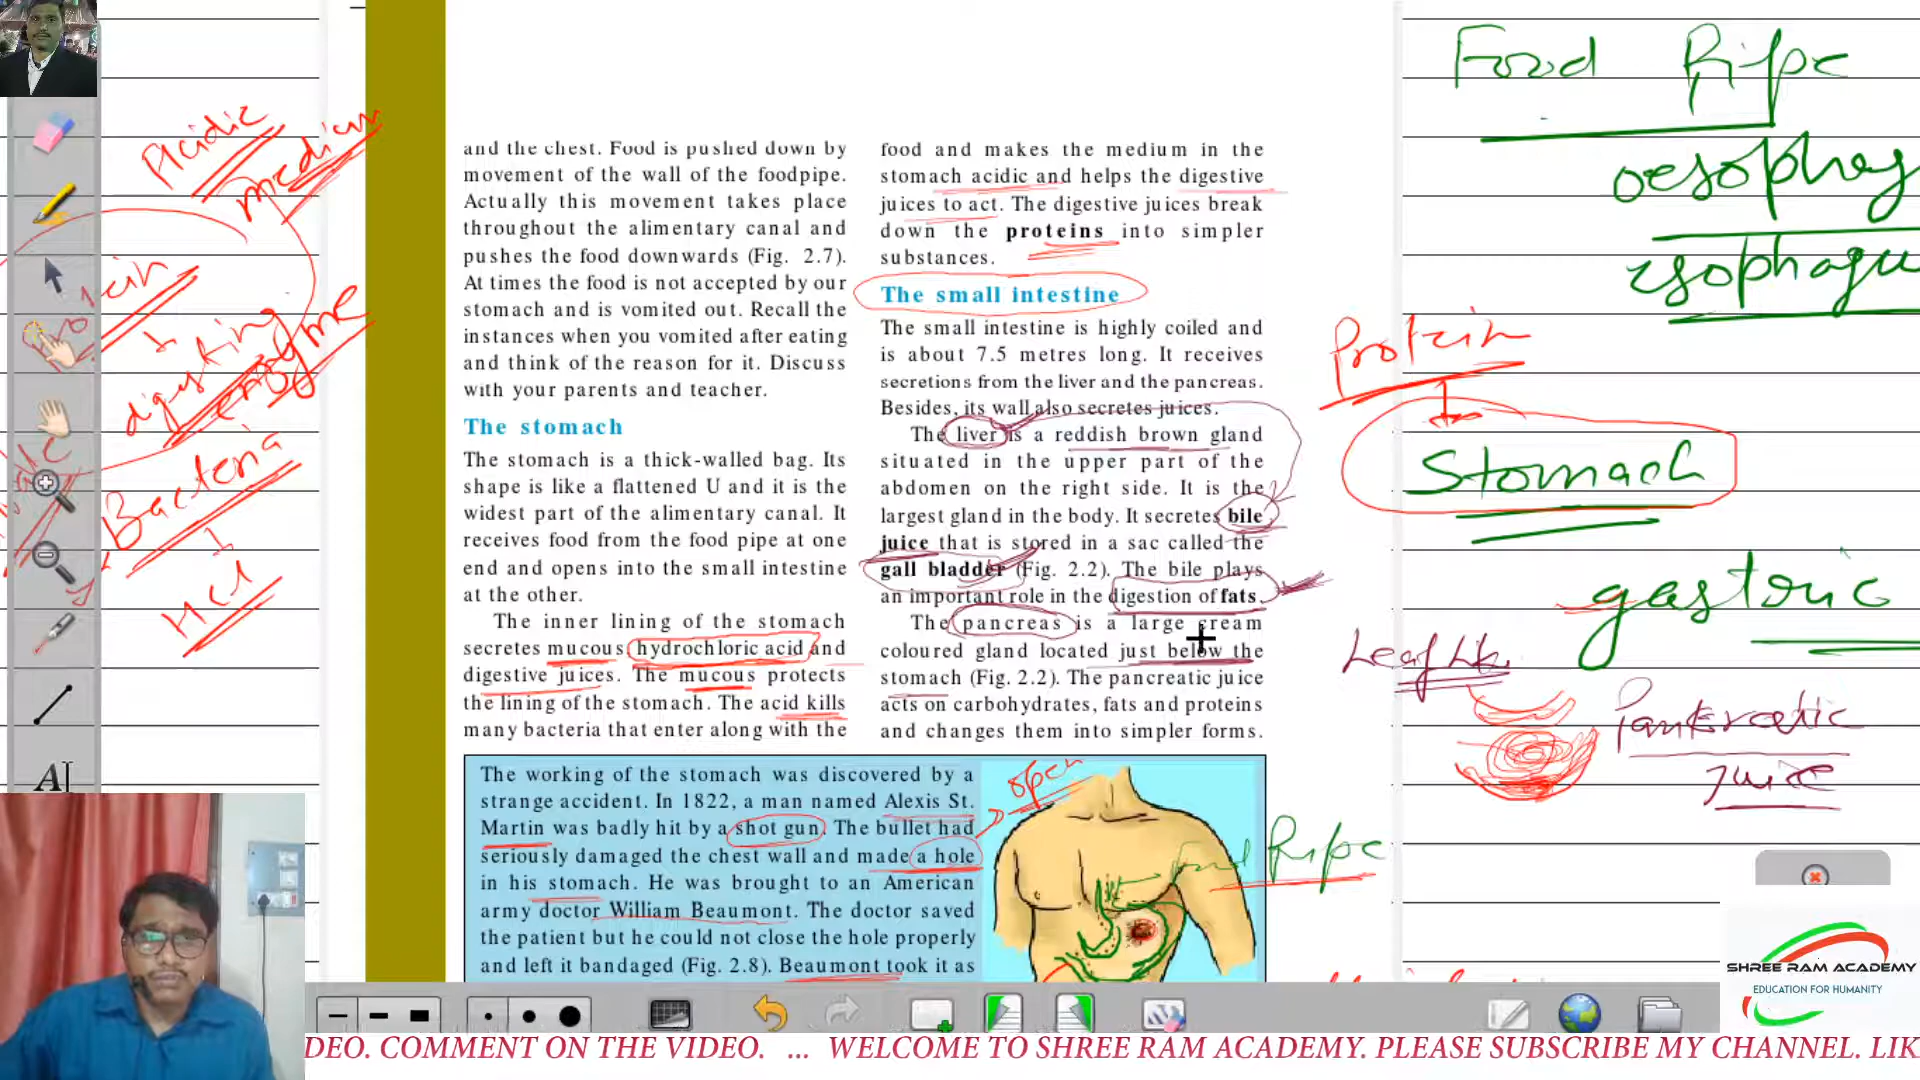 and the chest. Food is pushed down by
movement of the wall of the foodpipe.
Actually this movement takes place
throughout the alimentary canal and
pushes the food downwards (Fig. 2.7).
At times the food is not accepted by our
stomach and is vomited out. Recall the
instances when you vomited after eating
and think of the reason for it. Discuss
with your parents and teacher.
The stomach
The stomach is a thick-walled bag. Its
shape is like a flattened U and it is the
widest part of the alimentary canal. It
receives food from the food pipe at one
end and opens into the small intestine
at the other.
The inner lining of the stomach
secretes mucous, hydrochloric acid and
digestive juices. The mucous protects
the lining of the stomach. The acid kills
many bacteria that enter along with the
food and makes the medium in the
stomach acidic and helps the digestive
juices to act. The digestive juices break
down the proteins into simpler
substances.
The small intestine
The small intestine is highly coiled and
is about 7.5 metres long. It receives
secretions from the liver and the pancreas.
Besides, its wall also secretes juices.
The liver is a reddish brown gland
situated in the upper part of the
abdomen on the right side. It is the
largest gland in the body. It secretes bile
juice that is stored in a sac called the
gall bladder (Fig. 2.2). The bile plays
an important role in the digestion of fats.
The pancreas is a large cream
coloured gland located just below the
stomach (Fig. 2.2). The pancreatic juice
acts on carbohydrates, fats and proteins
and changes them into simpler forms.
The working of the stomach was discovered by a
strange accident. In 1822, a man named Alexis St.
Martin was badly hit by a shot gun. The bullet had
seriously damaged the chest wall and made a hole
in his stomach. He was brought to an American
army doctor William Beaumont. The doctor saved
the patient but he could not close the hole properly
and left it bandaged (Fig. 2.8). Beaumont took it as
open
Food Pipe
Acidic
medium
digesting
enzyme
Bacteria
HCl
Food Pipe
oesophag
esophagu
Protein
Stomach
gastric
Leaf like
Pankreatic
Juice
AI
SHREE RAM ACADEMY
EDUCATION FOR HUMANITY
DEO. COMMENT ON THE VIDEO. ... WELCOME TO SHREE RAM ACADEMY. PLEASE SUBSCRIBE MY CHANNEL. LIK